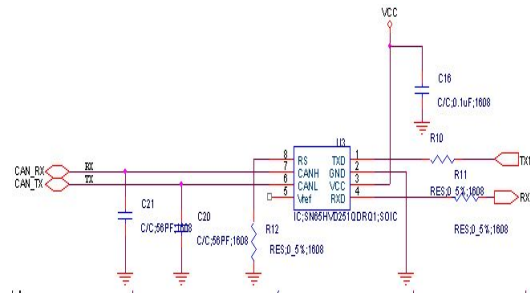 VCC
C16
C/C;0.1uF;1608
U3
R10
8 RS TXD 1
7 CANH GND 2
6 CANL VCC 3
5 Vref RXD 4
CAN_RX
RX
CAN_TX
TX
R11
RES;0_5%;1608
RX
C21
C/C;56PF;1608
C20
C/C;56PF;1608
R12
RES;0_5%;1608
IC;SN65HVD251QDRQ1;SOIC
RES;0_5%;1608